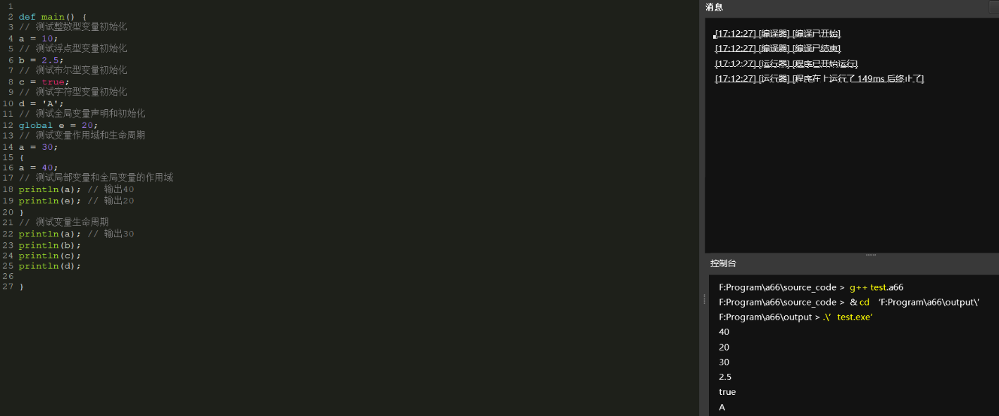 1
2 def main() {
3 // 测试整数型变量初始化
4 a = 10;
5 // 测试浮点型变量初始化
6 b = 2.5;
7 // 测试布尔型变量初始化
8 c = true;
9 // 测试字符型变量初始化
10 d = 'A';
11 // 测试全局变量声明和初始化
12 global e = 20;
13 // 测试变量作用域和生命周期
14 a = 30;
15 {
16 a = 40;
17 // 测试局部变量和全局变量的作用域
18 println(a); // 输出40
19 println(e); // 输出20
20 }
21 // 测试变量生命周期
22 println(a); // 输出30
23 println(b);
24 println(c);
25 println(d);
26
27 }
消息
[17:12:27] [编译器] [编译已开始]
[17:12:27] [编译器] [编译已结束]
[17:12:27] [运行器] [程序已开始运行]
[17:12:27] [运行器] [程序在上运行了 149ms 后终止了]
控制台
F:Program\a66\source_code > g++ test.a66
F:Program\a66\source_code > & cd 'F:Program\a66\output\'
F:Program\a66\output > .\' test.exe'
40
20
30
2.5
true
A